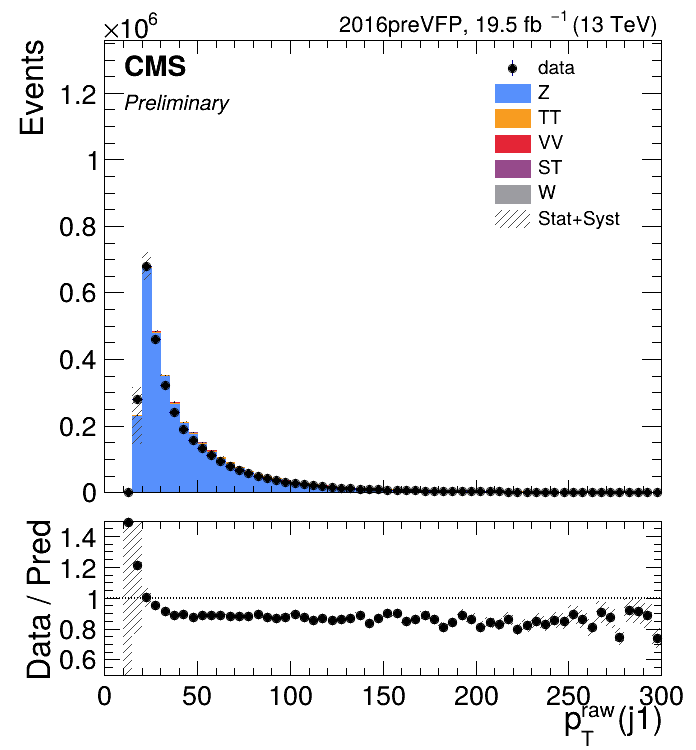 ×10⁶
2016preVFP, 19.5 fb ⁻¹ (13 TeV)
CMS
Preliminary
Events
data
Z
TT
VV
ST
W
Stat+Syst
1.2
1
0.8
0.6
0.4
0.2
0
Data / Pred
1.4
1.2
1
0.8
0.6
0 50 100 150 200 250 300
p_T^raw(j1)